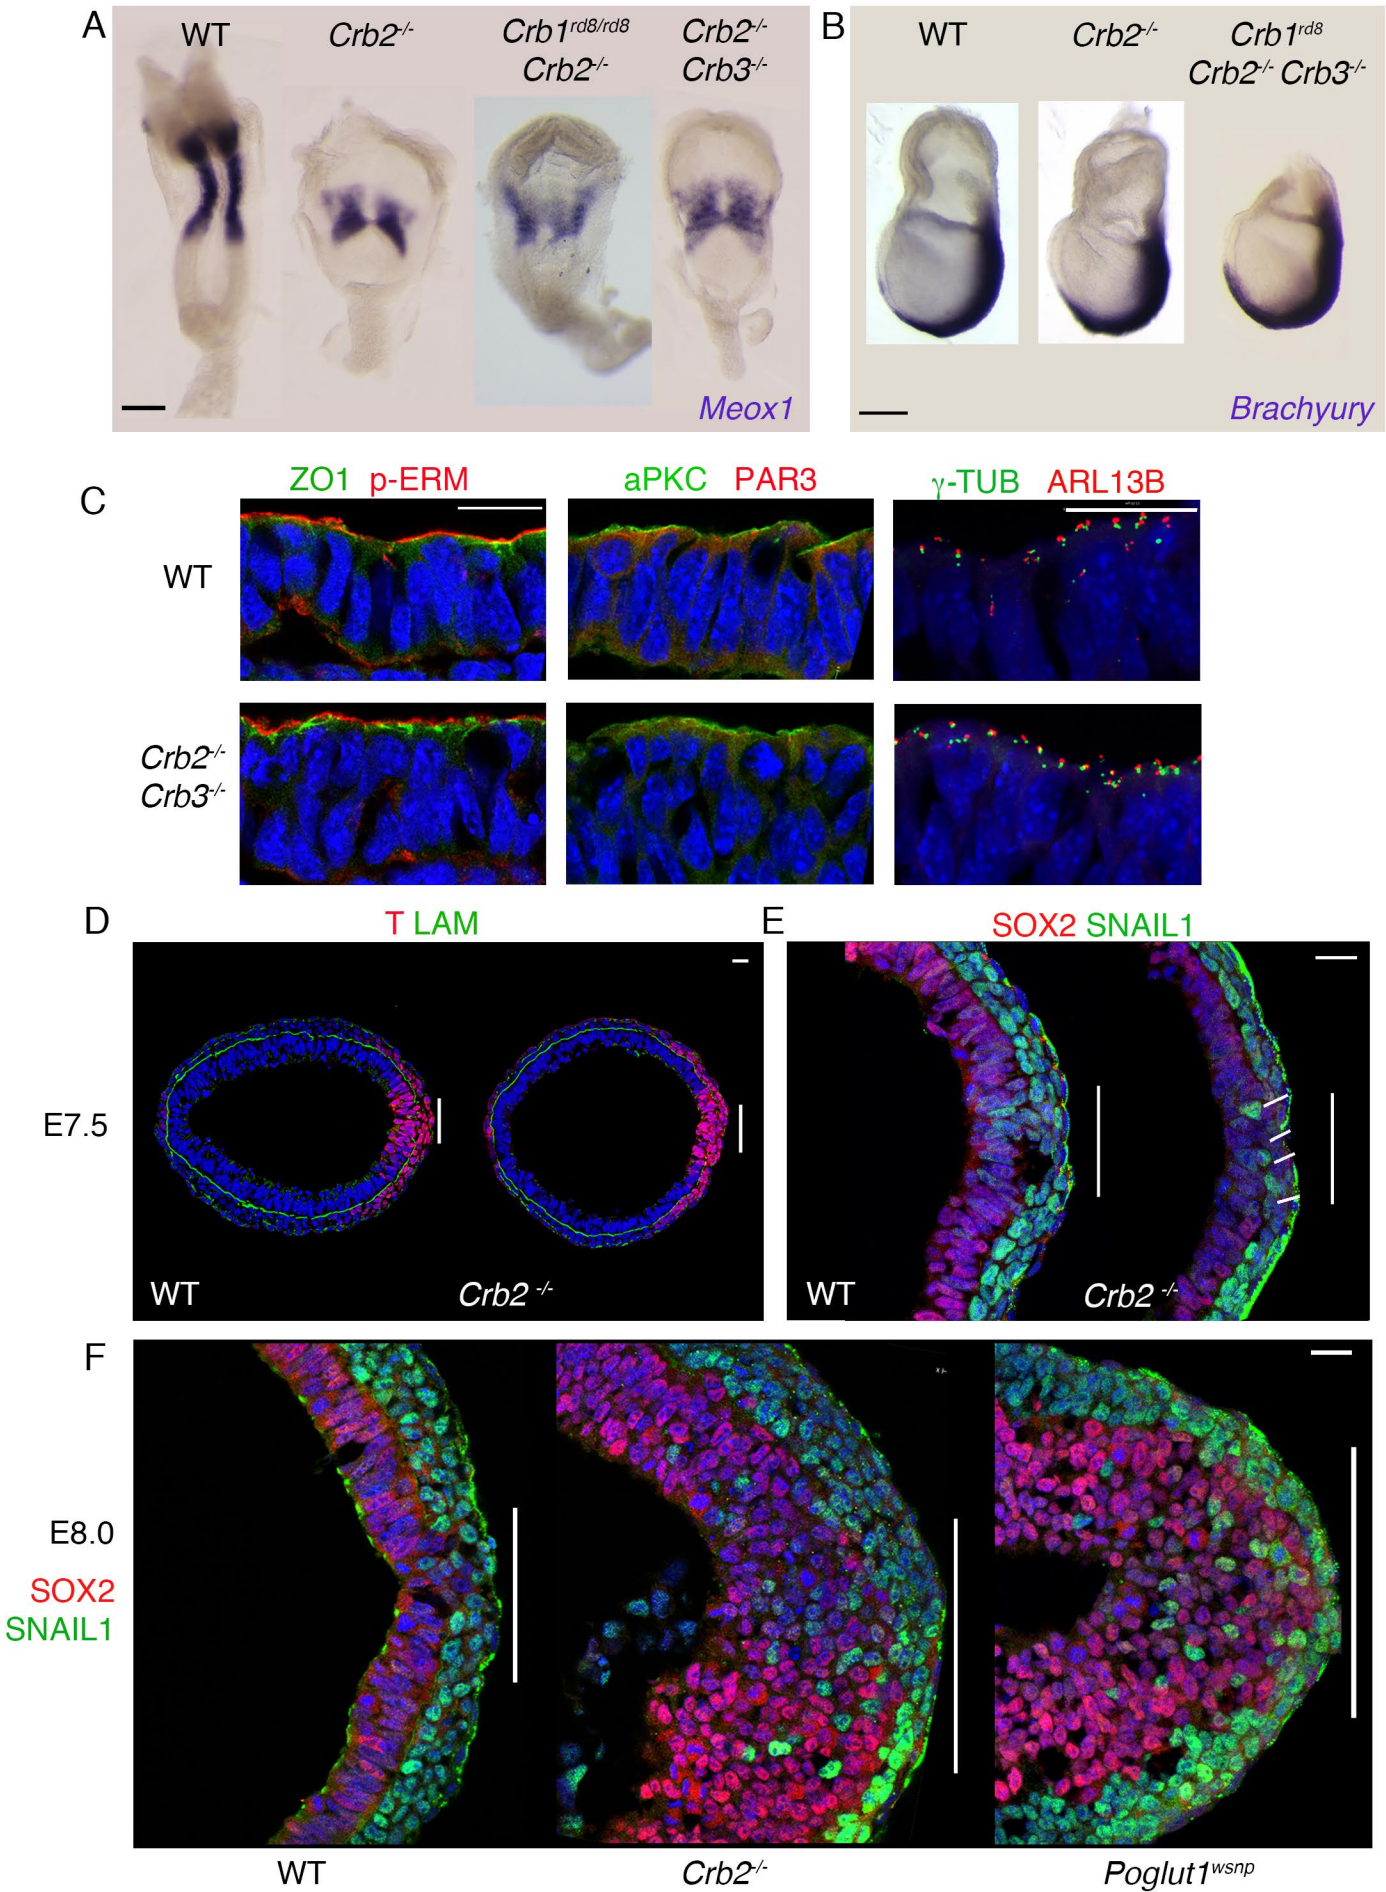 A
WT
Crb2-/-
Crb1rd8/rd8
Crb2-/-
Crb2-/-
Crb3-/-
Meox1
B
WT
Crb2-/-
Crb1rd8
Crb2-/- Crb3-/-
Brachyury
C
ZO1 p-ERM
aPKC PAR3
γ-TUB ARL13B
WT
Crb2-/-
Crb3-/-
D
T LAM
E7.5
WT
Crb2 -/-
E
SOX2 SNAIL1
WT
Crb2 -/-
F
E8.0
SOX2
SNAIL1
WT
Crb2-/-
Poglut1wsnp